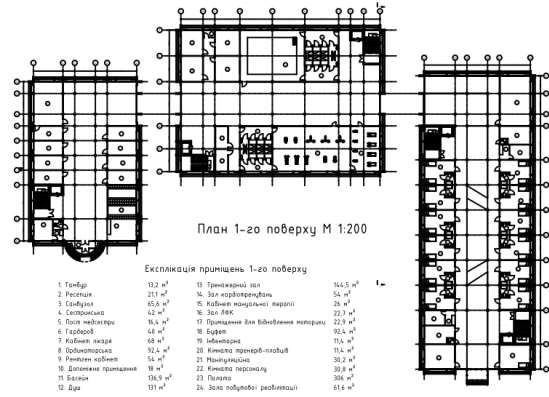 План 1-го поверху М 1:200
Експлікація приміщень 1-го поверху
1. Тамбур 13,2 м²
2. Ресепція 21,1 м²
3. Санвузол 65,6 м²
4. Сестринська 42 м²
5. Пост медсестри 16,4 м²
6. Гардероб 40 м²
7. Кабінет лікаря 68 м²
8. Ординаторська 92,4 м²
9. Рентген кабінет 54 м²
10. Допоміжне приміщення 18 м²
11. Басейн 136,9 м²
12. Душ 131 м²
13. Тренажерний зал 144,5 м²
14. Зал кардіотренувань 54 м²
15. Кабінет мануальної терапії 26 м²
16. Зал ЛФК 22,7 м²
17. Приміщення для відновлення моторики 22,9 м²
18. Буфет 92,4 м²
19. Інвентарна 11,4 м²
20. Кімната тренерів-плавців 11,4 м²
21. Маніпуляційна 30,2 м²
22. Кімната персоналу 30,8 м²
23. Палата 306 м²
24. Зала побутової реабілітації 61,6 м²